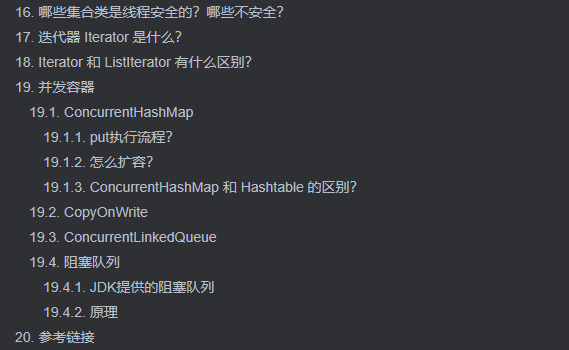 16. 哪些集合类是线程安全的？哪些不安全？
17. 迭代器 Iterator 是什么？
18. Iterator 和 ListIterator 有什么区别？
19. 并发容器
19.1. ConcurrentHashMap
19.1.1. put执行流程？
19.1.2. 怎么扩容？
19.1.3. ConcurrentHashMap 和 Hashtable 的区别？
19.2. CopyOnWrite
19.3. ConcurrentLinkedQueue
19.4. 阻塞队列
19.4.1. JDK提供的阻塞队列
19.4.2. 原理
20. 参考链接